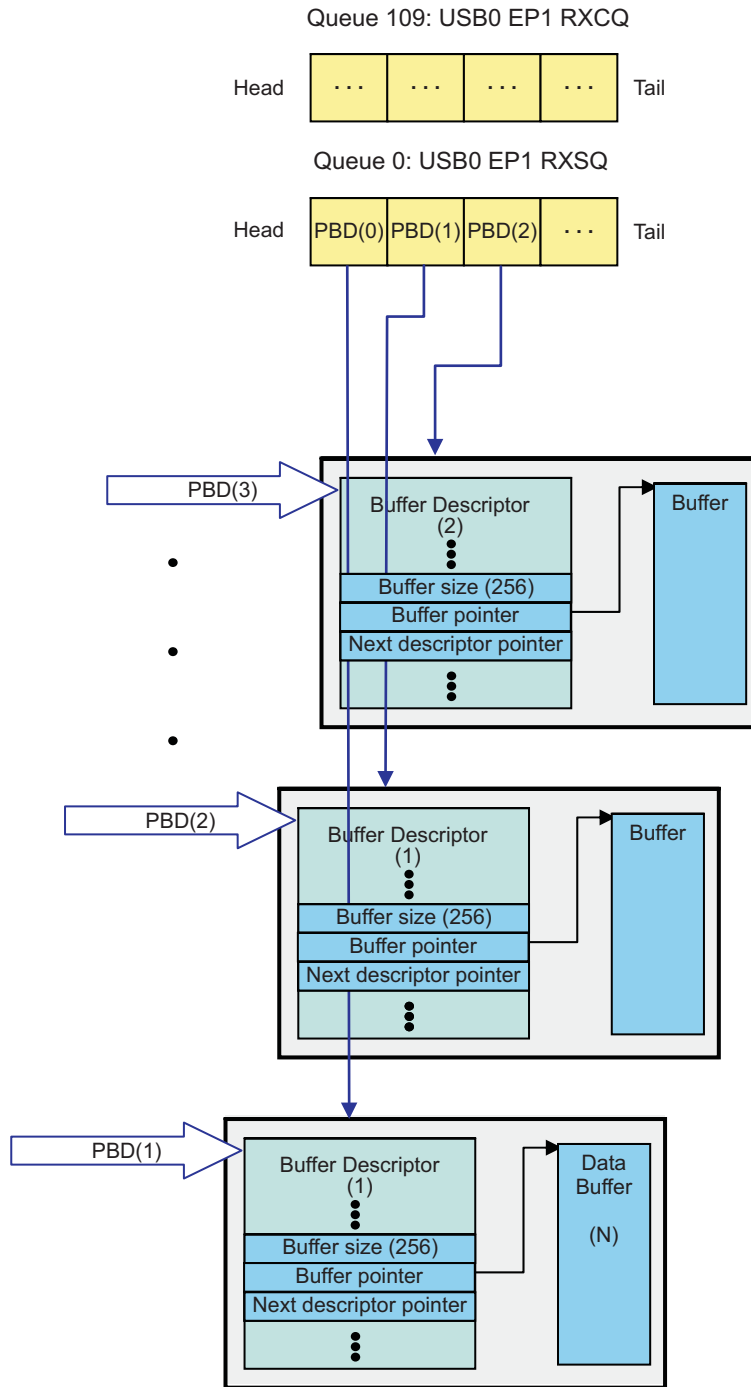 Queue 109: USB0 EP1 RXCQ
Head · · · · · · · · · · · · Tail
Queue 0: USB0 EP1 RXSQ
Head PBD(0) PBD(1) PBD(2) · · · Tail
PBD(3)
Buffer Descriptor
(2)
Buffer size (256)
Buffer pointer
Next descriptor pointer
Buffer
PBD(2)
Buffer Descriptor
(1)
Buffer size (256)
Buffer pointer
Next descriptor pointer
Buffer
PBD(1)
Buffer Descriptor
(1)
Buffer size (256)
Buffer pointer
Next descriptor pointer
Data
Buffer
(N)